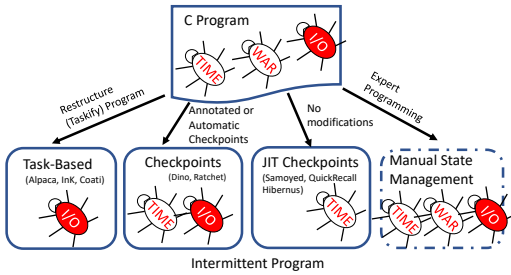 C Program
TIME
WAR
I/O
Restructure
(Taskify) Program
Annotated or
Automatic
Checkpoints
No
modifications
Expert
Programming
Task-Based
(Alpaca, InK, Coati)
I/O
Checkpoints
(Dino, Ratchet)
TIME
I/O
JIT Checkpoints
(Samoyed, QuickRecall
Hibernus)
TIME
Manual State
Management
TIME
WAR
I/O
Intermittent Program